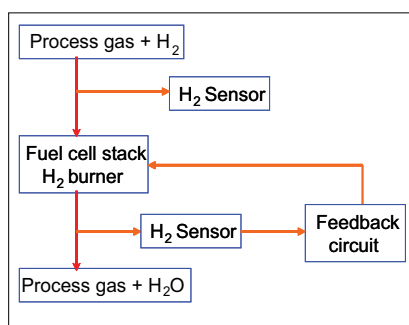 Process gas + H₂
H₂ Sensor
Fuel cell stack
H₂ burner
H₂ Sensor
Feedback
circuit
Process gas + H₂O